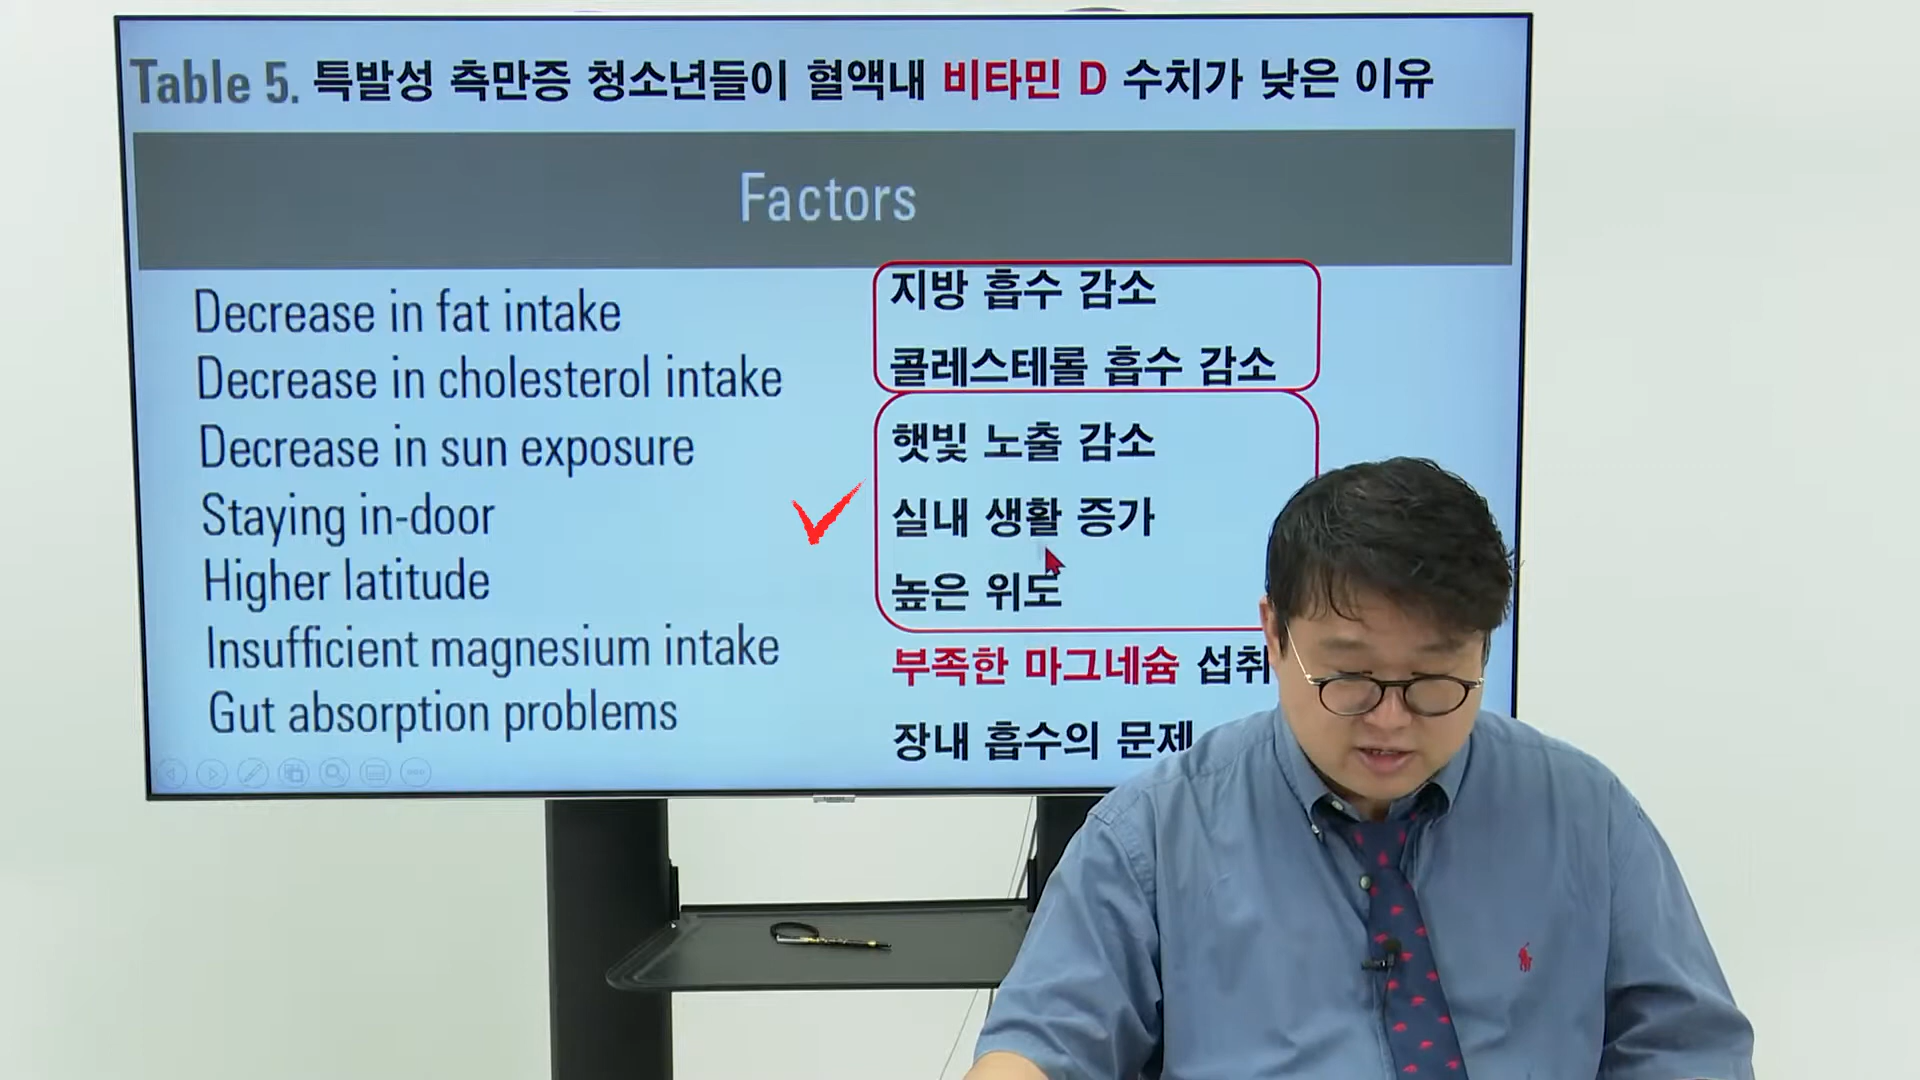 Table 5. 특발성 측만증 청소년들이 혈액내 비타민 D 수치가 낮은 이유
Factors
Decrease in fat intake
지방 흡수 감소
Decrease in cholesterol intake
콜레스테롤 흡수 감소
Decrease in sun exposure
햇빛 노출 감소
Staying in-door
실내 생활 증가
Higher latitude
높은 위도
Insufficient magnesium intake
부족한 마그네슘 섭취
Gut absorption problems
장내 흡수의 문제